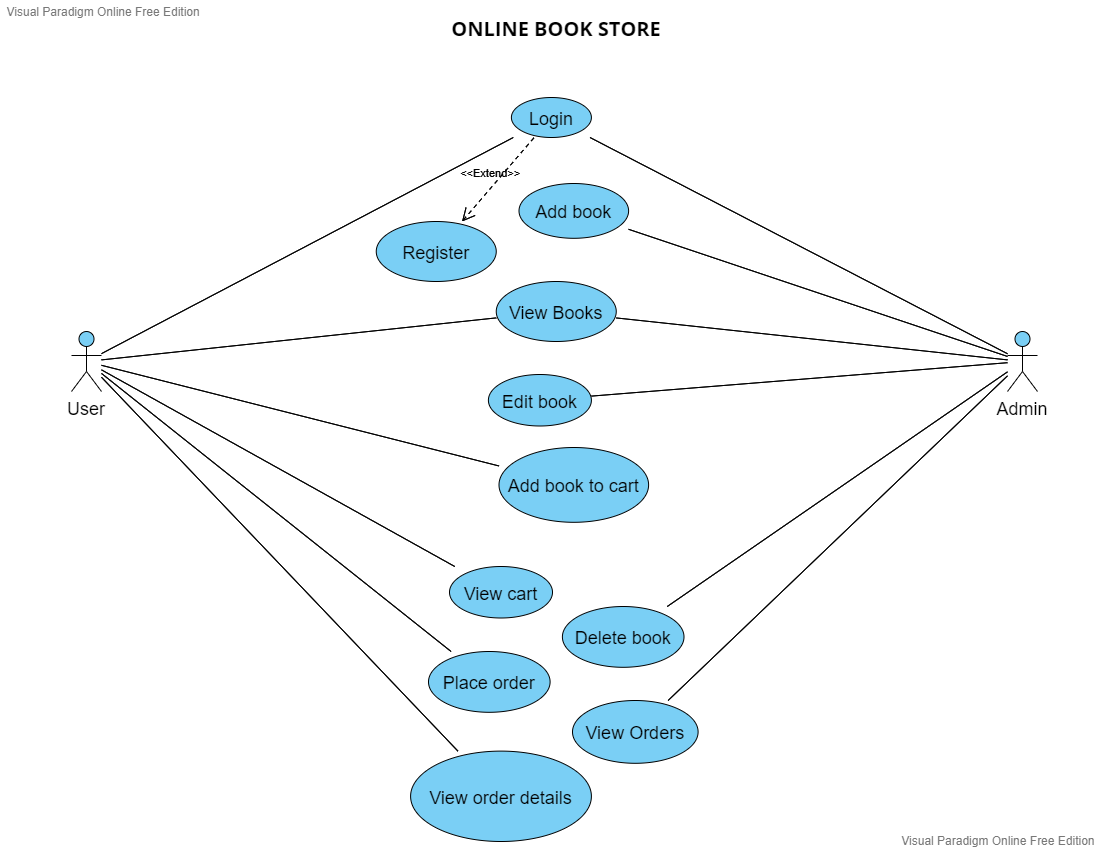 Visual Paradigm Online Free Edition
ONLINE BOOK STORE
Login
<<Extend>>
Add book
Register
View Books
Edit book
User
Admin
Add book to cart
View cart
Delete book
Place order
View Orders
View order details
Visual Paradigm Online Free Edition